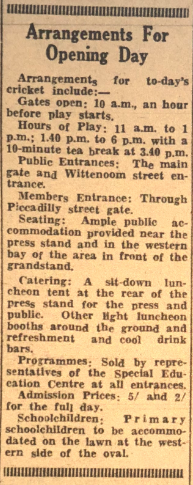 Arrangements For
Opening Day
Arrangements for to-day's
cricket include:—
Gates open: 10 a.m., an hour
before play starts.
Hours of Play: 11 a.m. to 1
p.m.; 1.40 p.m. to 6 p.m. with a
10-minute tea break at 3.40 p.m.
Public Entrances: The main
gate and Wittenoom street en-
trance.
Members Entrance: Through
Piccadilly street gate.
Seating: Ample public ac-
commodation provided near the
press stand and in the western
bay of the area in front of the
grandstand.
Catering: A sit-down lun-
cheon tent at the rear of the
press stand for the press and
public. Other light luncheon
booths around the ground and
refreshment and cool drink
bars.
Programmes: Sold by repre-
sentatives of the Special Edu-
cation Centre at all entrances.
Admission Prices: 5/ and 2/
for the full day.
Schoolchildren: Primary
schoolchildren to be accommo-
dated on the lawn at the west-
ern side of the oval.